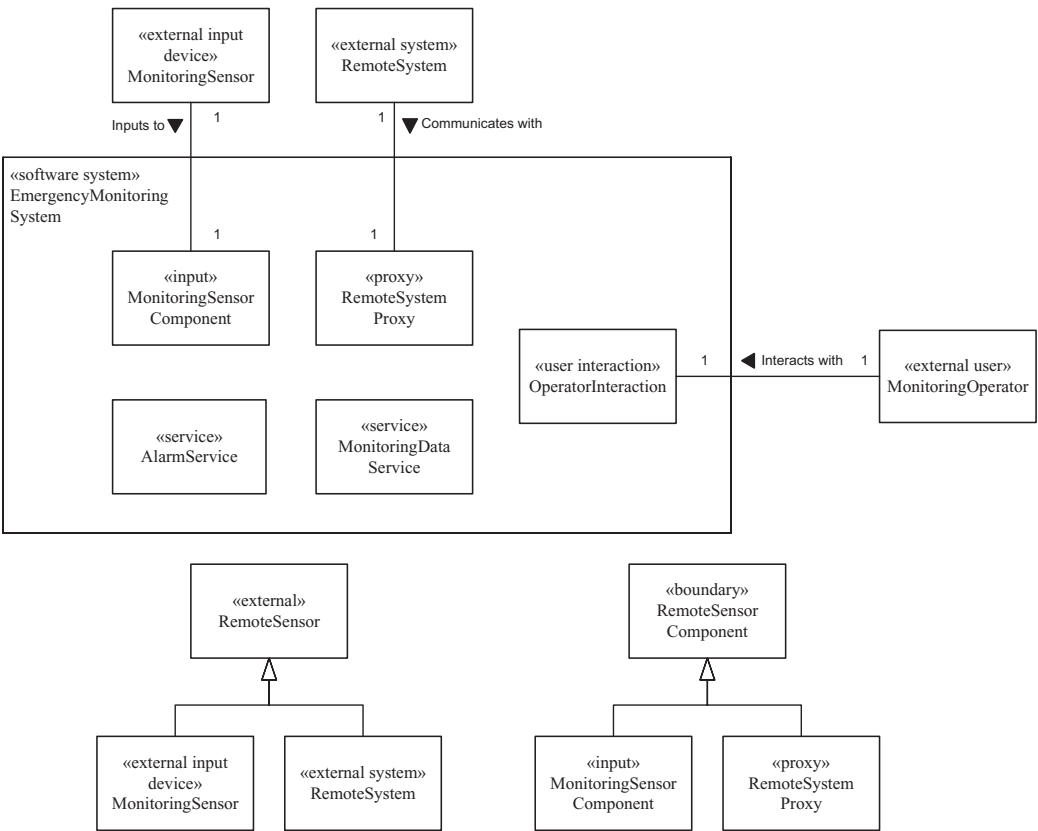 «external input
device»
MonitoringSensor
«external system»
RemoteSystem
Inputs to
1
1
Communicates with
«software system»
EmergencyMonitoring
System
1
1
«input»
MonitoringSensor
Component
«proxy»
RemoteSystem
Proxy
«user interaction»
OperatorInteraction
1
Interacts with
1
«external user»
MonitoringOperator
«service»
AlarmService
«service»
MonitoringData
Service
«external»
RemoteSensor
«boundary»
RemoteSensor
Component
«external input
device»
MonitoringSensor
«external system»
RemoteSystem
«input»
MonitoringSensor
Component
«proxy»
RemoteSystem
Proxy